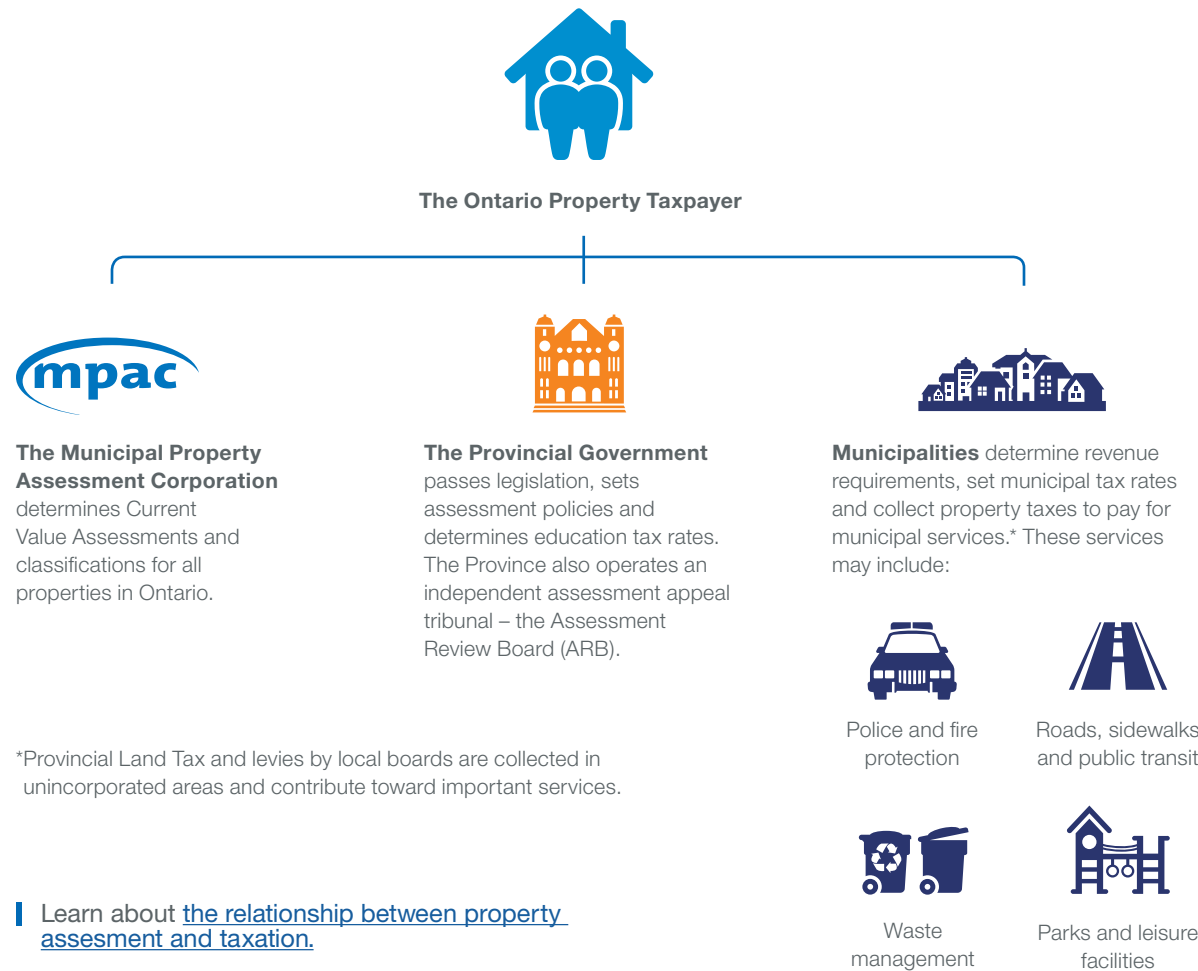 The Ontario Property Taxpayer
mpac
The Municipal Property
Assessment Corporation
determines Current
Value Assessments and
classifications for all
properties in Ontario.
The Provincial Government
passes legislation, sets
assessment policies and
determines education tax rates.
The Province also operates an
independent assessment appeal
tribunal – the Assessment
Review Board (ARB).
Municipalities determine revenue
requirements, set municipal tax rates
and collect property taxes to pay for
municipal services.* These services
may include:
Police and fire
protection
Roads, sidewalks
and public transit
Waste
management
Parks and leisure
facilities
*Provincial Land Tax and levies by local boards are collected in
unincorporated areas and contribute toward important services.
Learn about the relationship between property
assesment and taxation.